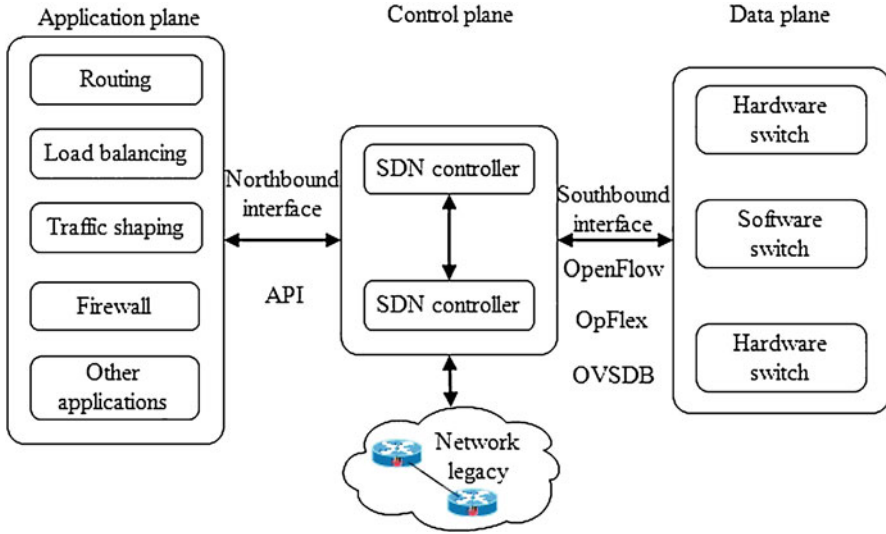 Application plane
Routing
Load balancing
Traffic shaping
Firewall
Other
applications
Northbound
interface
API
Control plane
SDN controller
SDN controller
Network
legacy
Southbound
interface
OpenFlow
OpFlex
OVSDB
Data plane
Hardware
switch
Software
switch
Hardware
switch